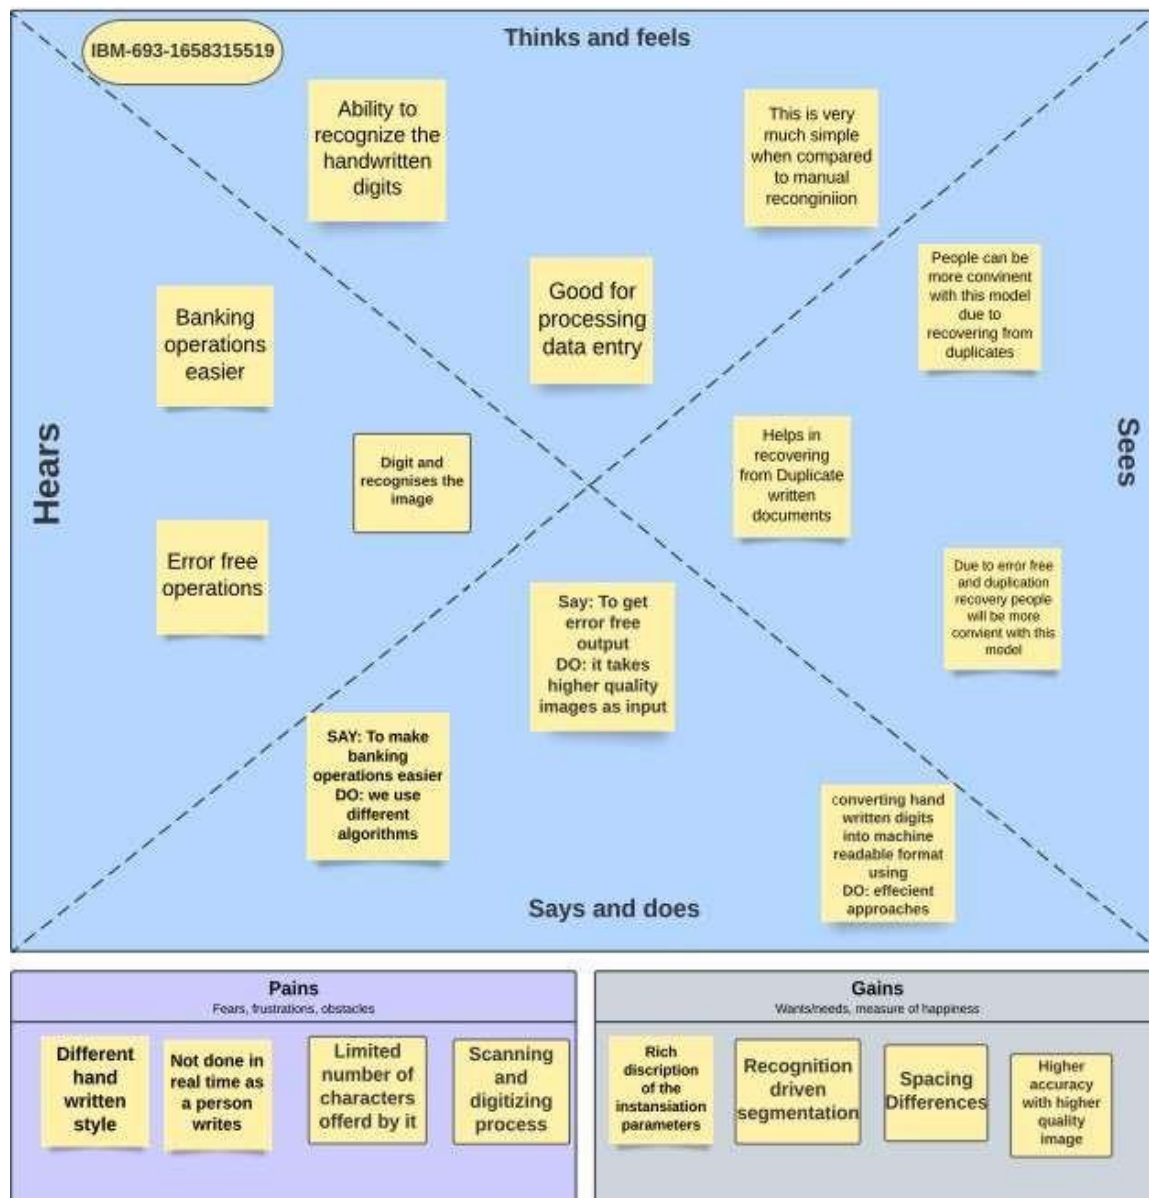 IBM-693-1658315519
Thinks and feels
Ability to
recognize the
handwritten
digits
This is very
much simple
when compared
to manual
reconginiion
Good for
processing
data entry
People can be
more convinent
with this model
due to
recovering from
duplicates
Banking
operations
easier
Hears
Digit and
recognises the
image
Error free
operations
Helps in
recovering
from Duplicate
written
documents
Sees
Due to error free
and duplication
recovery people
will be more
convient with this
model
Say: To get
error free
output
DO: it takes
higher quality
images as input
SAY: To make
banking
operations easier
DO: we use
different
algorithms
converting hand
written digits
into machine
readable format
using
DO: effecient
approaches
Says and does
Pains
Fears, frustrations, obstacles
Different
hand
written
style
Not done in
real time as
a person
writes
Limited
number of
characters
offerd by it
Scanning
and
digitizing
process
Gains
Wants/needs, measure of happiness
Rich
discription
of the
instansiation
parameters
Recognition
driven
segmentation
Spacing
Differences
Higher
accuracy
with higher
quality
image